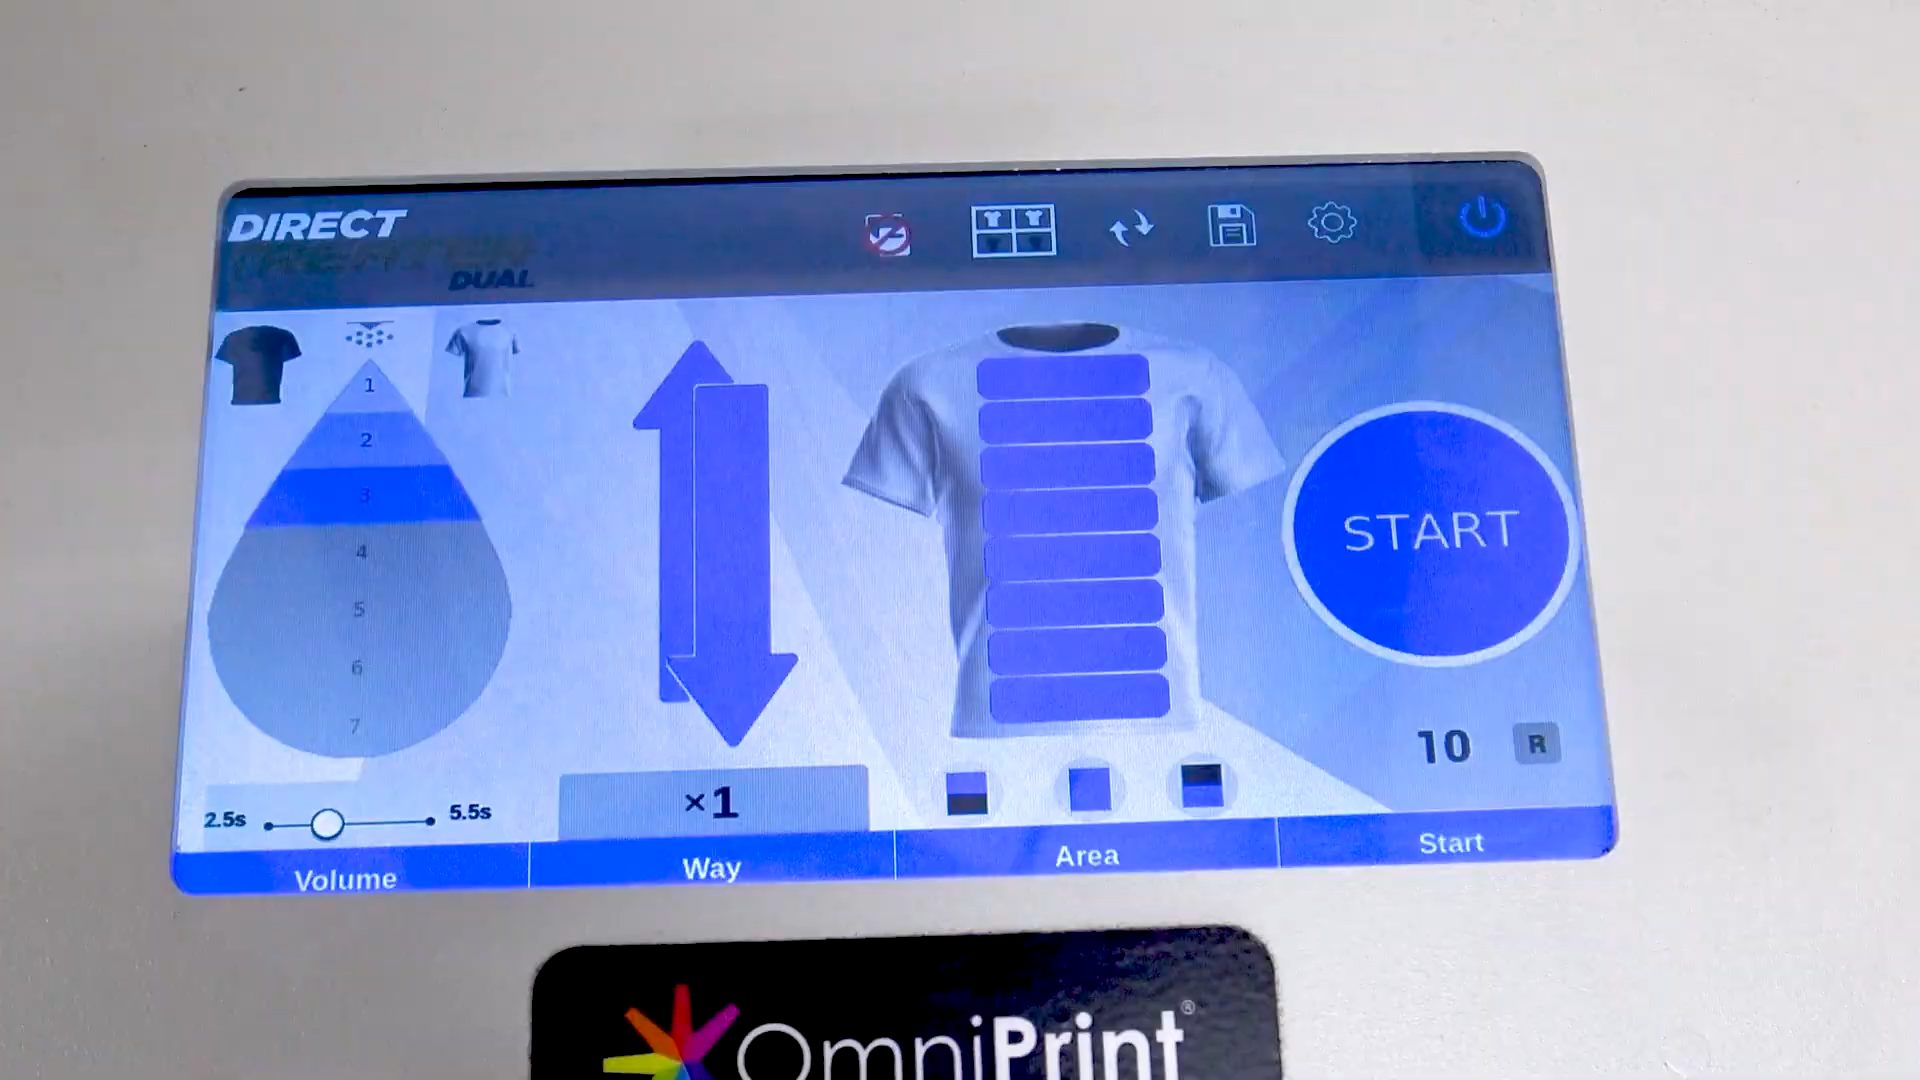 DIRECT
TREATER
DUAL
1
2
3
4
5
6
7
2.5s
5.5s
×1
START
10
R
Volume
Way
Area
Start
OmniPrint®